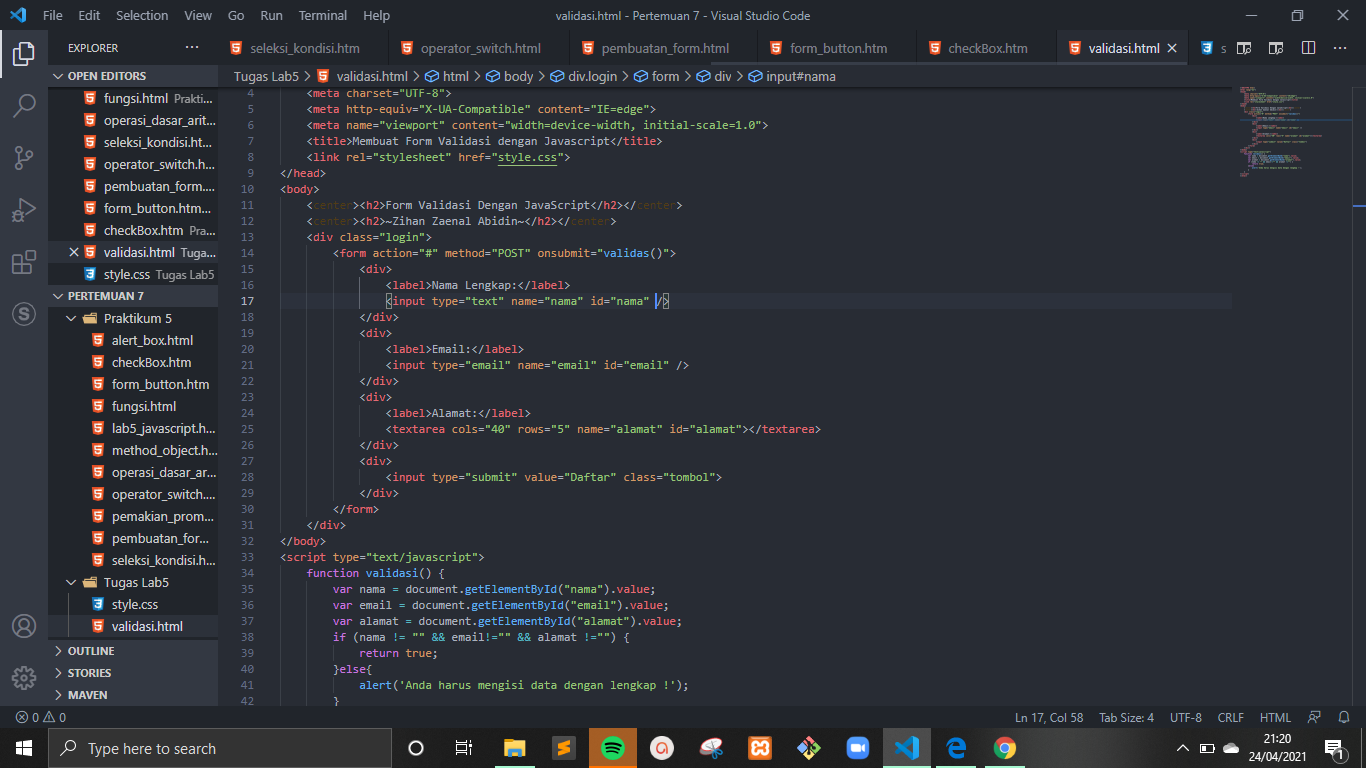 File Edit Selection View Go Run Terminal Help
validasi.html - Pertemuan 7 - Visual Studio Code
EXPLORER
seleksi_kondisi.htm operator_switch.html pembuatan_form.html form_button.htm checkBox.htm validasi.html s
OPEN EDITORS
fungsi.html Prakti...
operasi_dasar_arit...
seleksi_kondisi.ht...
operator_switch.h...
pembuatan_form....
form_button.htm...
checkBox.htm Pra...
validasi.html Tuga...
style.css Tugas Lab5
PERTEMUAN 7
Praktikum 5
alert_box.html
checkBox.htm
form_button.htm
fungsi.html
lab5_javascript.h...
method_object.h...
operasi_dasar_ar...
operator_switch....
pemakian_prom...
pembuatan_for...
seleksi_kondisi.h...
Tugas Lab5
style.css
validasi.html
OUTLINE
STORIES
MAVEN
Tugas Lab5 > validasi.html > html > body > div.login > form > div > input#nama
4 <meta charset="UTF-8">
5 <meta http-equiv="X-UA-Compatible" content="IE=edge">
6 <meta name="viewport" content="width=device-width, initial-scale=1.0">
7 <title>Membuat Form Validasi dengan Javascript</title>
8 <link rel="stylesheet" href="style.css">
9 </head>
10 <body>
11 <center><h2>Form Validasi Dengan JavaScript</h2></center>
12 <center><h2>~Zihan Zaenal Abidin~</h2></center>
13 <div class="login">
14 <form action="#" method="POST" onsubmit="validas()">
15 <div>
16 <label>Nama Lengkap:</label>
17 <input type="text" name="nama" id="nama" />
18 </div>
19 <div>
20 <label>Email:</label>
21 <input type="email" name="email" id="email" />
22 </div>
23 <div>
24 <label>Alamat:</label>
25 <textarea cols="40" rows="5" name="alamat" id="alamat"></textarea>
26 </div>
27 <div>
28 <input type="submit" value="Daftar" class="tombol">
29 </div>
30 </form>
31 </div>
32 </body>
33 <script type="text/javascript">
34 function validasi() {
35 var nama = document.getElementById("nama").value;
36 var email = document.getElementById("email").value;
37 var alamat = document.getElementById("alamat").value;
38 if (nama != "" && email!="" && alamat !="") {
39 return true;
40 }else{
41 alert('Anda harus mengisi data dengan lengkap !');
42 }
0 0
Ln 17, Col 58 Tab Size: 4 UTF-8 CRLF HTML
Type here to search
21:20
24/04/2021
1